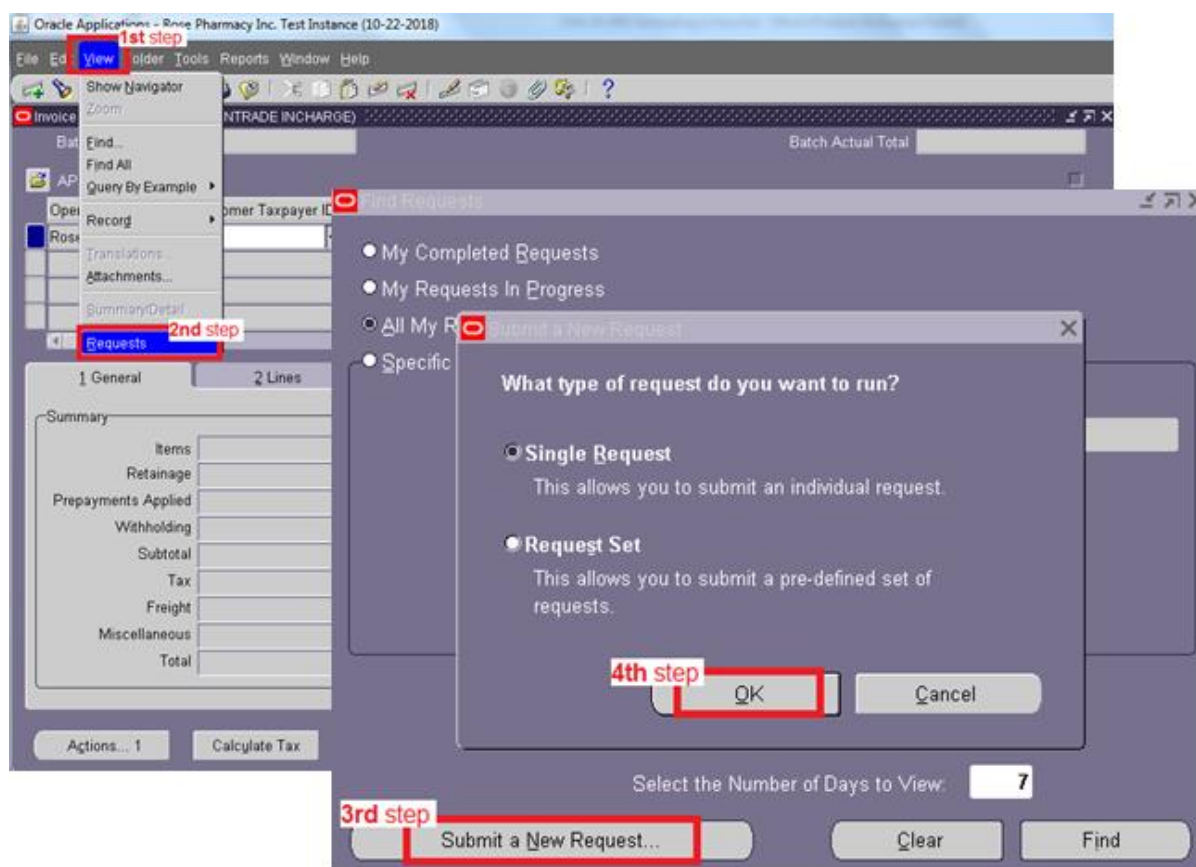 Oracle Applications - Rose Pharmacy Inc. Test Instance (10-22-2018)
1st step
File Edi View Folder Tools Reports Window Help
Show Navigator
Zoom
Invoice NTRADE INCHARGE)
Find...
Bat Batch Actual Total
Find All
AP
Query By Example
Oper omer Taxpayer ID
Record
Rose
Translations...
Attachments...
Summary/Detail
2nd step
Requests
1 General 2 Lines
Summary
Items
Retainage
Prepayments Applied
Withholding
Subtotal
Tax
Freight
Miscellaneous
Total
Actions... 1 Calculate Tax
Find Requests
My Completed Requests
My Requests In Progress
All My R
Specific
Submit a New Request
What type of request do you want to run?
Single Request
This allows you to submit an individual request.
Request Set
This allows you to submit a pre-defined set of
requests.
4th step
OK Cancel
Select the Number of Days to View: 7
3rd step
Submit a New Request... Clear Find